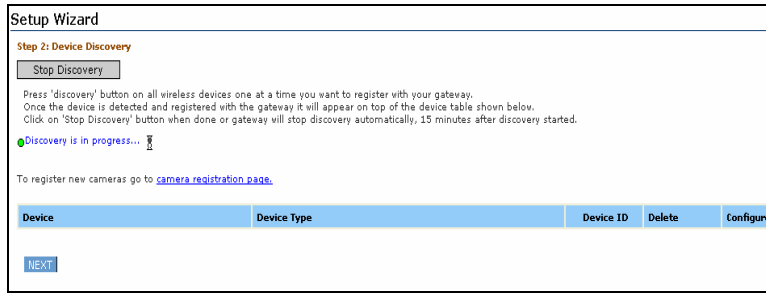 Setup Wizard
Step 2: Device Discovery
Stop Discovery
Press 'discovery' button on all wireless devices one at a time you want to register with your gateway.
Once the device is detected and registered with the gateway it will appear on top of the device table shown below.
Click on 'Stop Discovery' button when done or gateway will stop discovery automatically, 15 minutes after discovery started.
Discovery is in progress...
To register new cameras go to camera registration page.
Device Device Type Device ID Delete Configur
NEXT